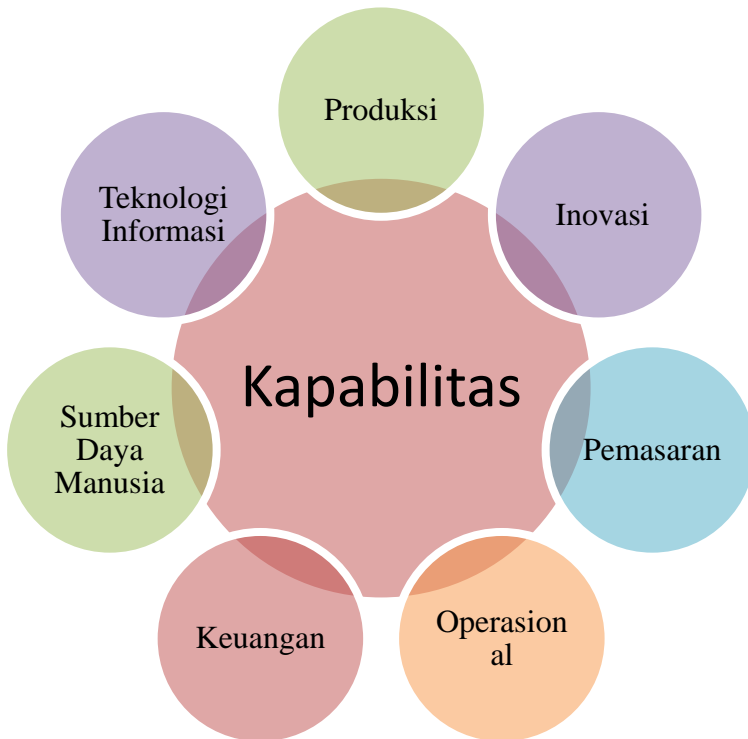 Produksi
Inovasi
Pemasaran
Operasion
al
Keuangan
Sumber
Daya
Manusia
Teknologi
Informasi
Kapabilitas